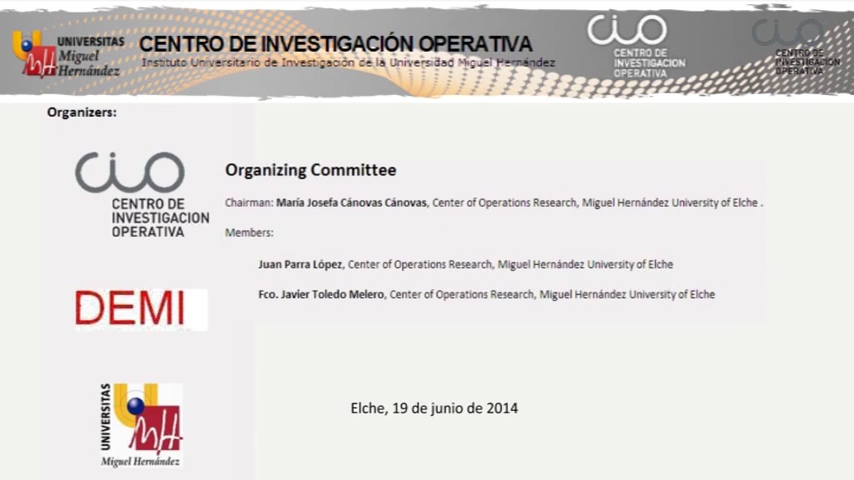 UNIVERSITAS
Miguel
Hernández
CENTRO DE INVESTIGACIÓN OPERATIVA
Instituto Universitario de Investigación de la Universidad Miguel Hernández
CIO
CENTRO DE
INVESTIGACION
OPERATIVA
CIO
CENTRO DE
INVESTIGACION
OPERATIVA
Organizers:
CIO
CENTRO DE
INVESTIGACION
OPERATIVA
Organizing Committee
Chairman: María Josefa Cánovas Cánovas, Center of Operations Research, Miguel Hernández University of Elche .
Members:
Juan Parra López, Center of Operations Research, Miguel Hernández University of Elche
Fco. Javier Toledo Melero, Center of Operations Research, Miguel Hernández University of Elche
DEMI
UNIVERSITAS
MH
Miguel Hernández
Elche, 19 de junio de 2014